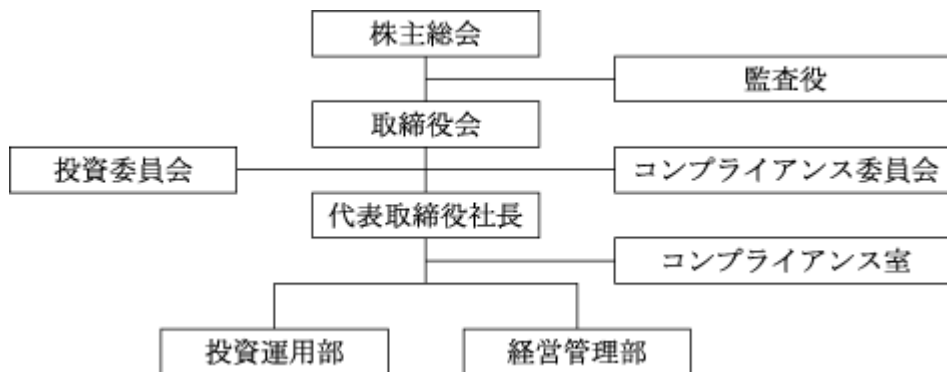 株主総会
監査役
取締役会
投資委員会
コンプライアンス委員会
代表取締役社長
コンプライアンス室
投資運用部
経営管理部